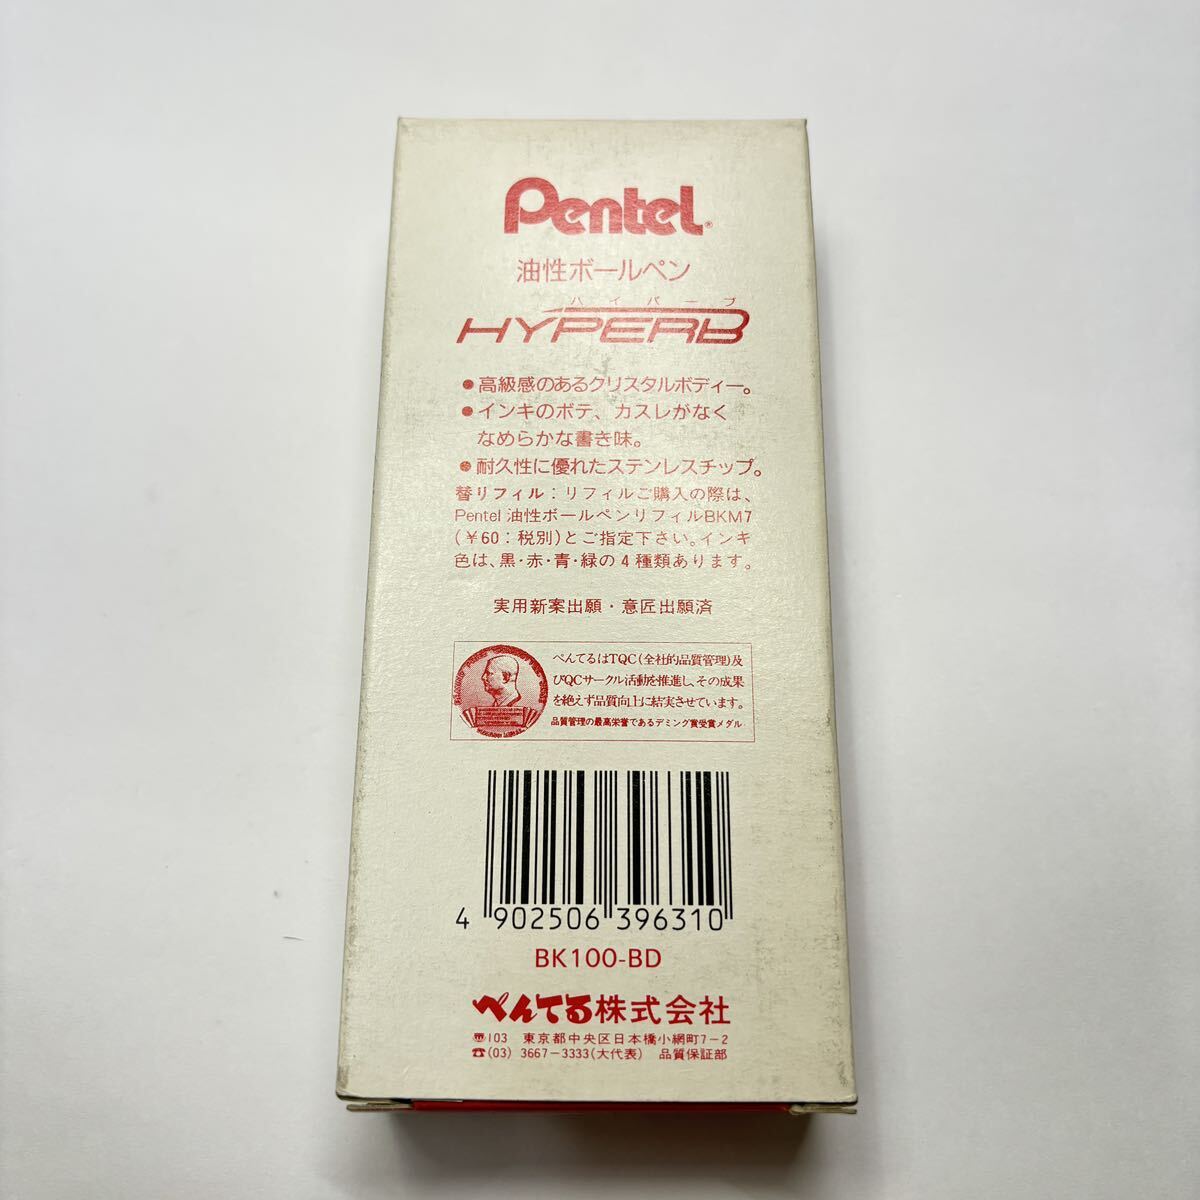 Pentel®
油性ボールペン
ハイパーブ
HYPERB
●高級感のあるクリスタルボディー。
●インキのボテ、カスレがなく
なめらかな書き味。
●耐久性に優れたステンレスチップ。
替リフィル：リフィルご購入の際は、
Pentel 油性ボールペンリフィルBKM7
(￥60：税別)とご指定下さい。インキ
色は、黒・赤・青・緑の4種類あります。
実用新案出願・意匠出願済
ぺんてるはTQC(全社的品質管理)及
びQCサークル活動を推進し、その成果
を絶えず品質向上に結実させています。
品質管理の最高栄誉であるデミング賞受賞メダル
4 902506 396310
BK100-BD
ぺんてる株式会社
〠103 東京都中央区日本橋小網町7−2
☎(03) 3667−3333(大代表) 品質保証部